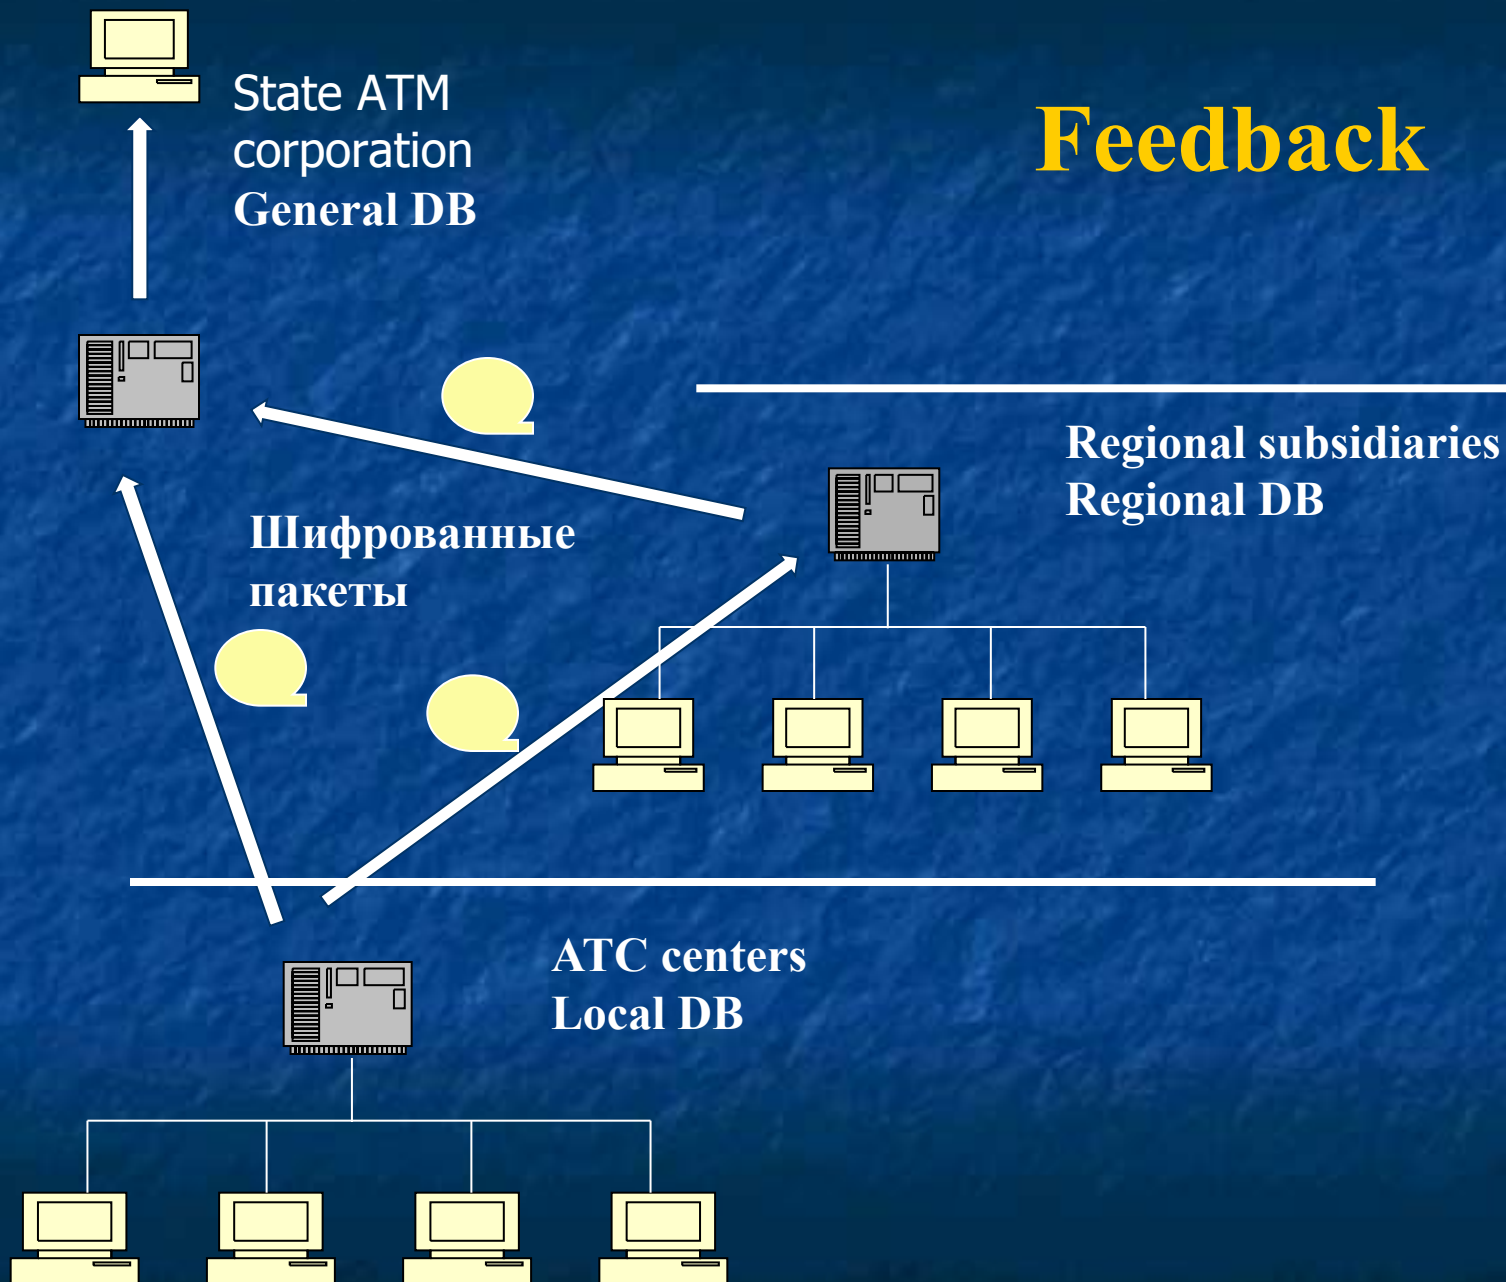 State ATM
corporation
General DB
Feedback
Regional subsidiaries
Regional DB
Шифрованные
пакеты
ATC centers
Local DB